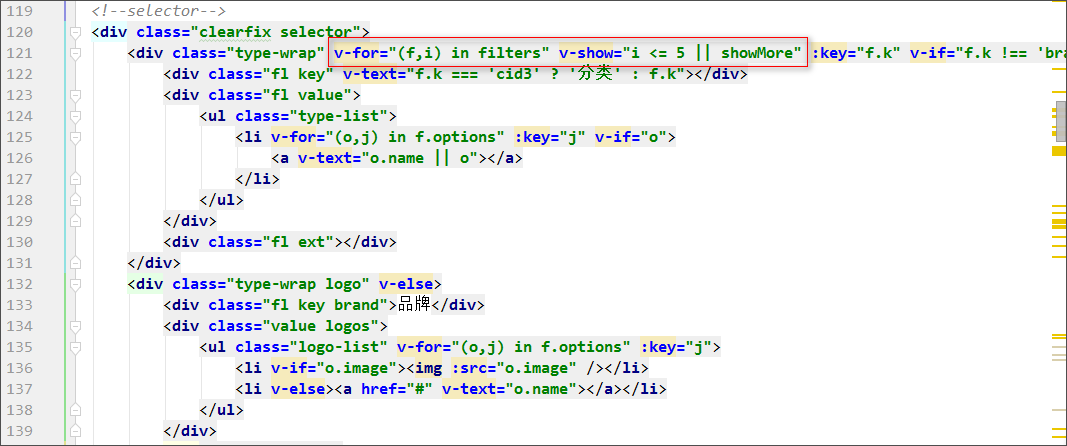 119 <!--selector-->
120 <div class="clearfix selector">
121 <div class="type-wrap" v-for="(f,i) in filters" v-show="i <= 5 || showMore" :key="f.k" v-if="f.k !== 'bra
122 <div class="fl key" v-text="f.k === 'cid3' ? '分类' : f.k"></div>
123 <div class="fl value">
124 <ul class="type-list">
125 <li v-for="(o,j) in f.options" :key="j" v-if="o">
126 <a v-text="o.name || o"></a>
127 </li>
128 </ul>
129 </div>
130 <div class="fl ext"></div>
131 </div>
132 <div class="type-wrap logo" v-else>
133 <div class="fl key brand">品牌</div>
134 <div class="value logos">
135 <ul class="logo-list" v-for="(o,j) in f.options" :key="j">
136 <li v-if="o.image"><img :src="o.image" /></li>
137 <li v-else><a href="#" v-text="o.name"></a></li>
138 </ul>
139 </div>